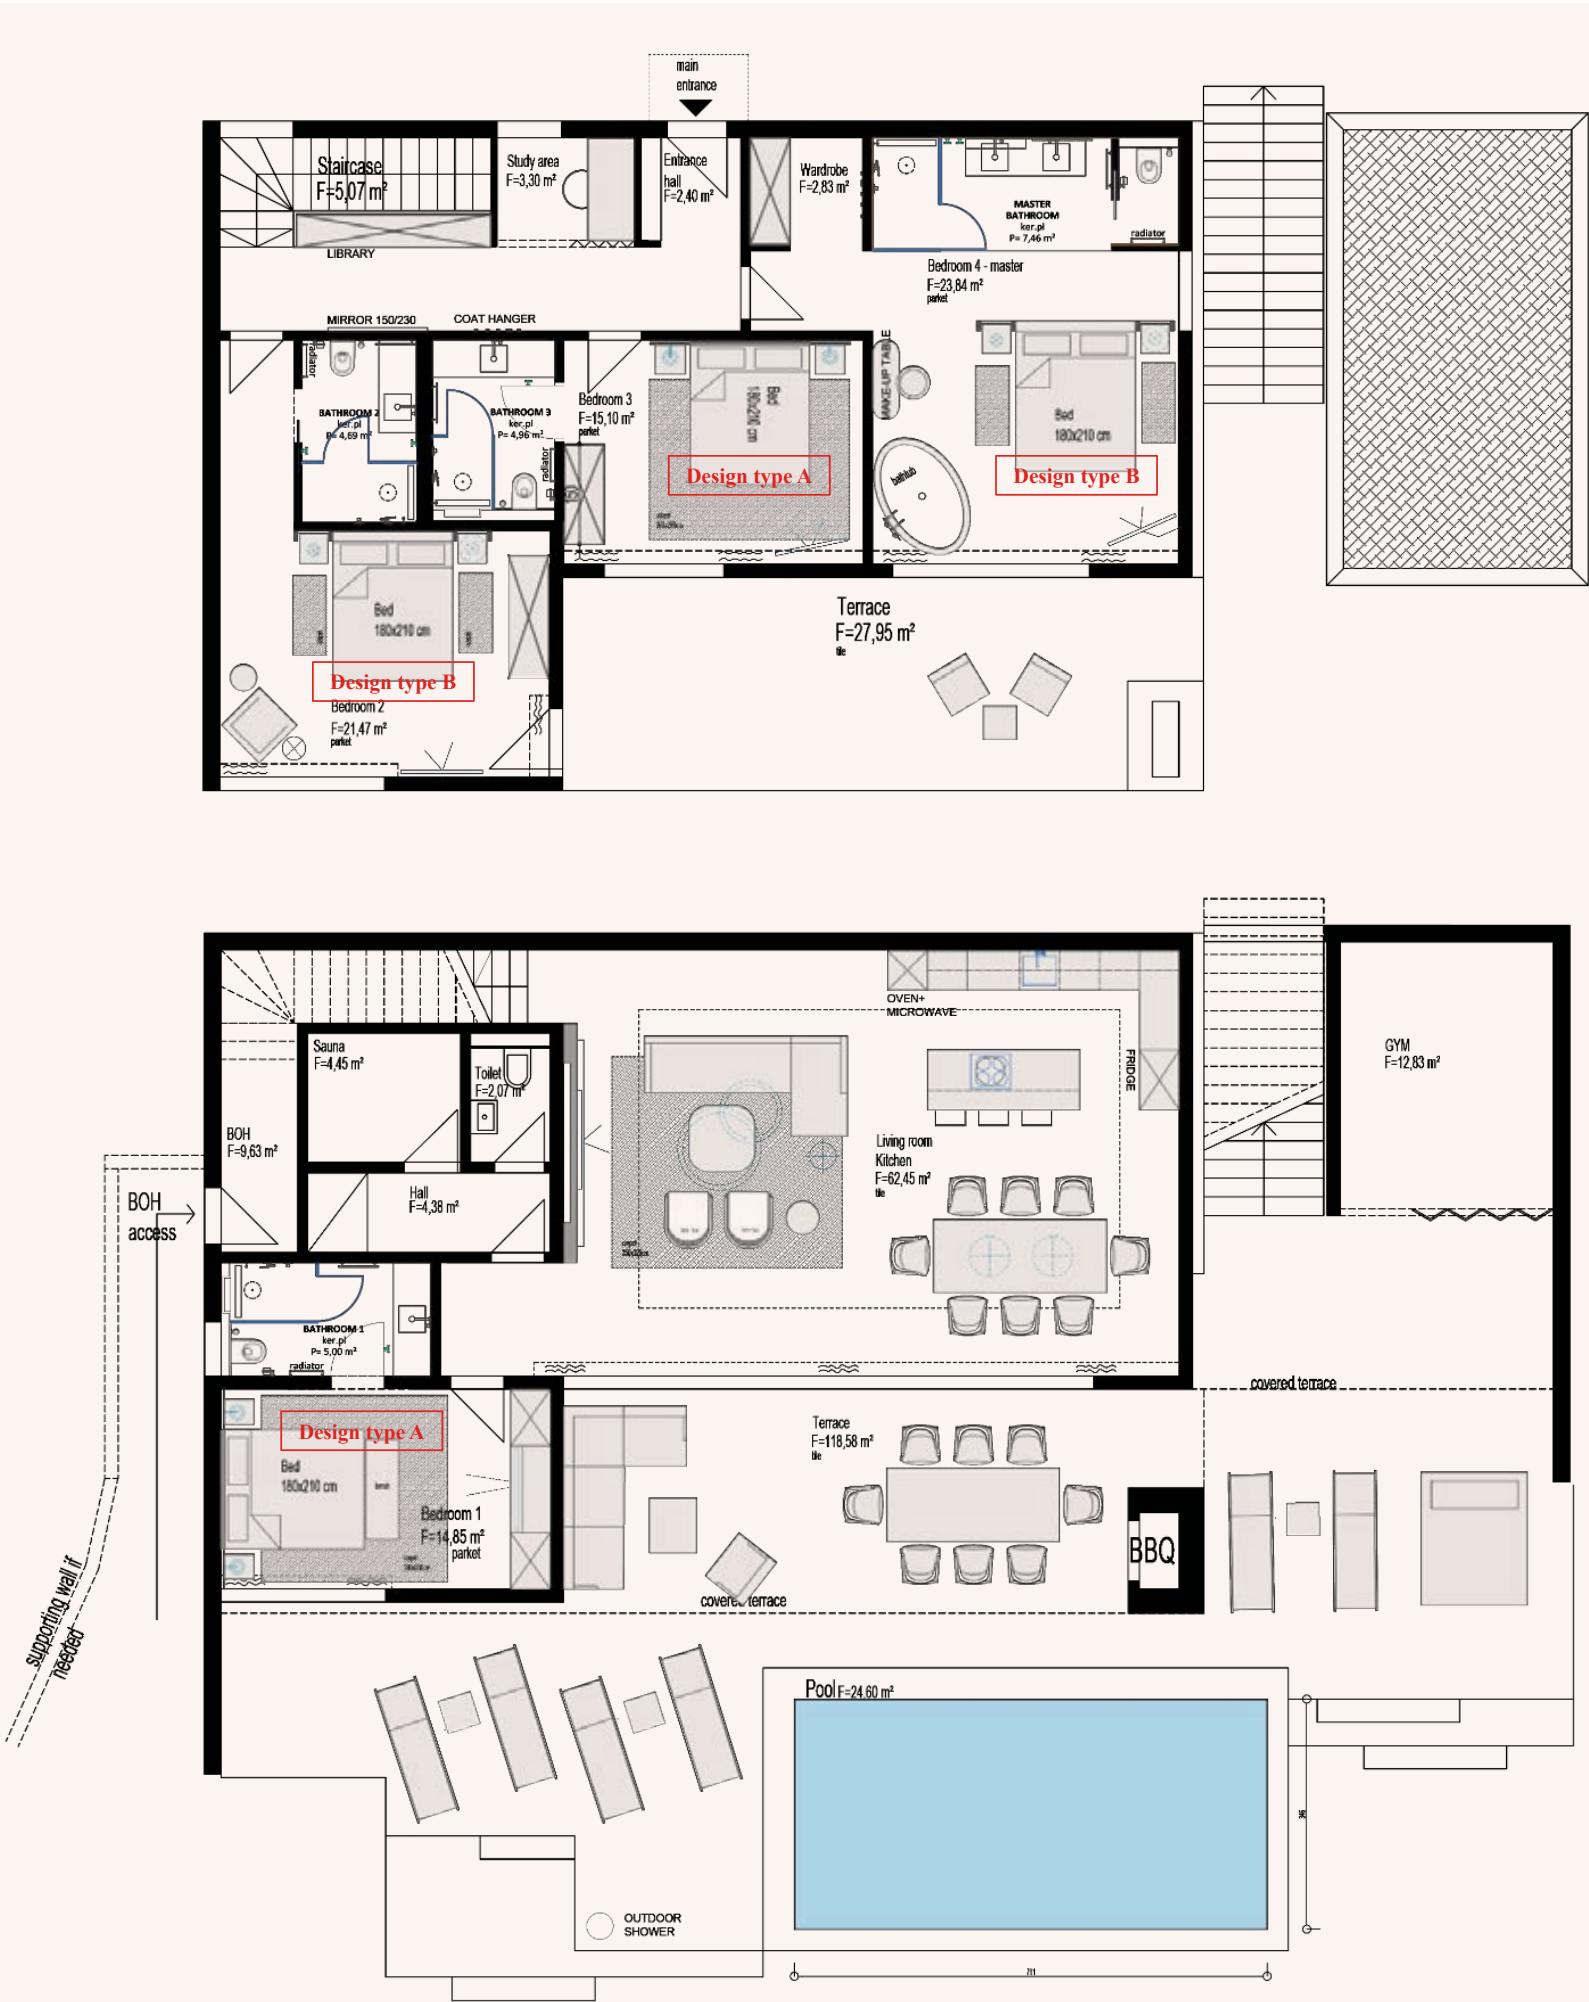 main
entrance
Staircase
F=5,07 m²
Study area
F=3,30 m²
Entrance
hall
F=2,40 m²
Wardrobe
F=2,83 m²
MASTER
BATHROOM
ker.pl
P= 7,46 m²
radiator
LIBRARY
Bedroom 4 - master
F=23,84 m²
parket
MIRROR 150/230
COAT HANGER
radiator
BATHROOM 2
ker.pl
P= 4,69 m²
BATHROOM 3
ker.pl
P= 4,96 m²
radiator
Bedroom 3
F=15,10 m²
parket
Bed
180x210 cm
Design type A
MAKE-UP TABLE
bathtub
Bed
180x210 cm
Design type B
Bed
180x210 cm
Design type B
Bedroom 2
F=21,47 m²
parket
Terrace
F=27,95 m²
tile
OVEN+
MICROWAVE
FRIDGE
Sauna
F=4,45 m²
Toilet
F=2,07 m²
GYM
F=12,83 m²
BOH
F=9,63 m²
Living room
Kitchen
F=62,45 m²
tile
Hall
F=4,38 m²
BOH
access
BATHROOM 1
ker.pl
P= 5,00 m²
radiator
covered terrace
Design type A
Bed
180x210 cm
bench
Bedroom 1
F=14,85 m²
parket
Terrace
F=118,58 m²
tile
BBQ
covered terrace
supporting wall if
needed
Pool F=24.60 m²
OUTDOOR
SHOWER
711